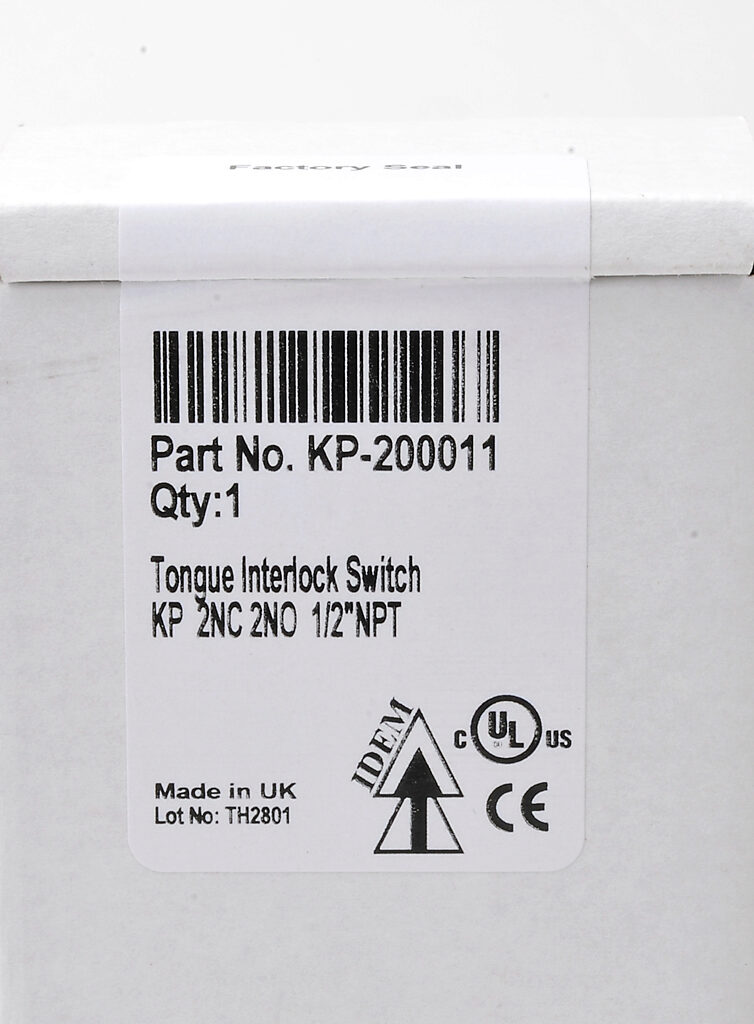 Factory Seal
Part No. KP-200011
Qty:1
Tongue Interlock Switch
KP 2NC 2NO 1/2"NPT
IDEM
C UL US
CE
Made in UK
Lot No: TH2801